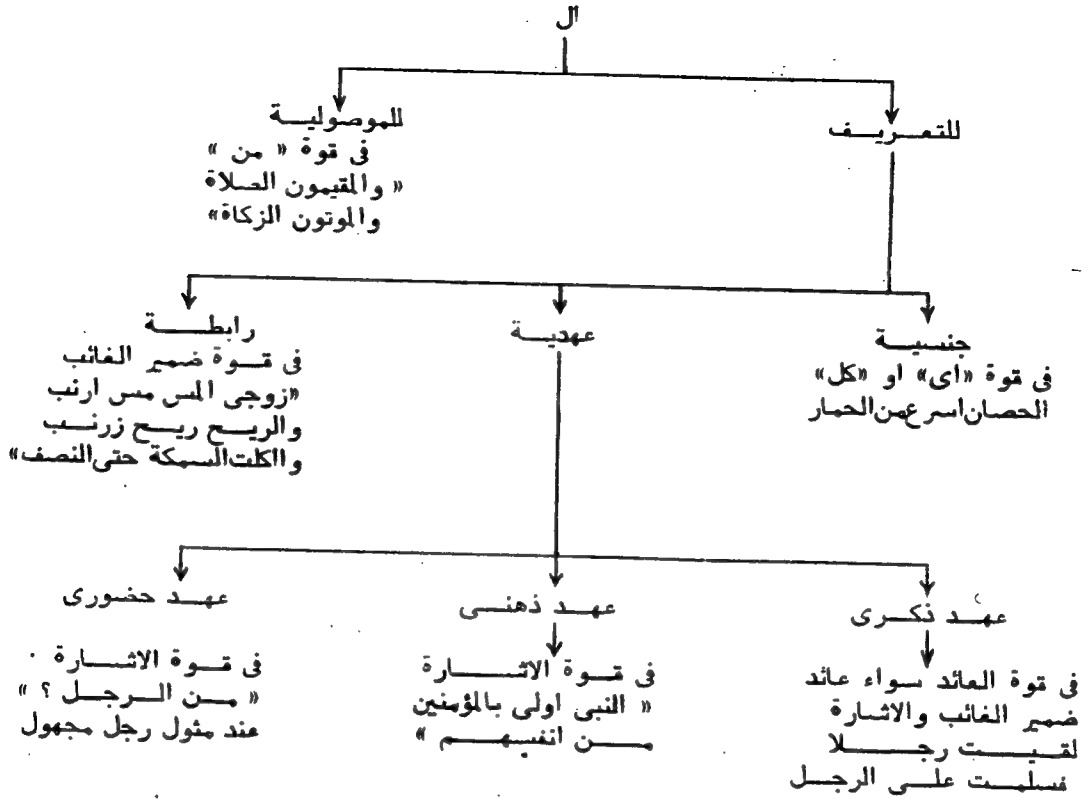 ال
للتعريف
للموصولية
فى قوة « من »
« والمقيمون الصلاة
والموتون الزكاة»
جنسية
فى قوة «اى» او «كل»
الحصان اسرع من الحمار
عهدية
رابطة
فى قوة ضمير الغائب
«زوجى المس مس ارنب
والريح ريح زرنب
واكلت السمكة حتى النصف»
عهد ذكرى
فى قوة العائد سواء عائد
ضمير الغائب والاشارة
لقيت رجلا
فسلمت على الرجل
عهد ذهنى
فى قوة الاشارة
« النبى اولى بالمؤمنين
من انفسهم »
عهد حضورى
فى قوة الاشارة
« من الرجل ؟ »
عند مثول رجل مجهول